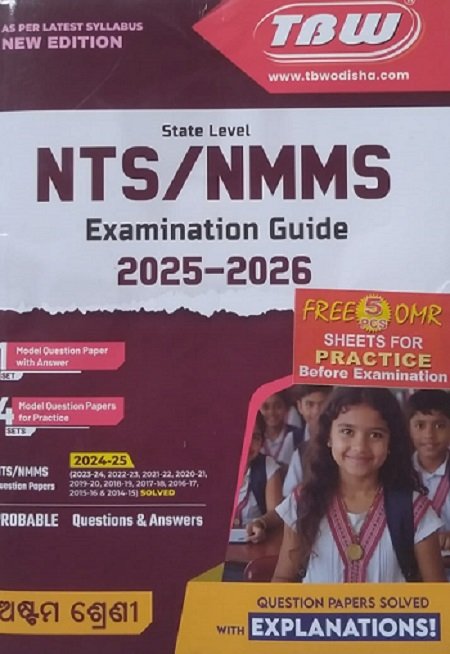 AS PER LATEST SYLLABUS
NEW EDITION
TBW
www.tbwodisha.com
State Level
NTS/NMMS
Examination Guide
2025-2026
FREE 5 PCS OMR
SHEETS FOR
PRACTICE
Before Examination
1 Model Question Paper
SET with Answer
4 Model Question Papers
SETS for Practice
NTS/NMMS
Question Papers
2024-25
(2023-24, 2022-23, 2021-22, 2020-21,
2019-20, 2018-19, 2017-18, 2016-17,
2015-16 & 2014-15) SOLVED
PROBABLE Questions & Answers
ଅଷ୍ଟମ ଶ୍ରେଣୀ
QUESTION PAPERS SOLVED
WITH EXPLANATIONS!